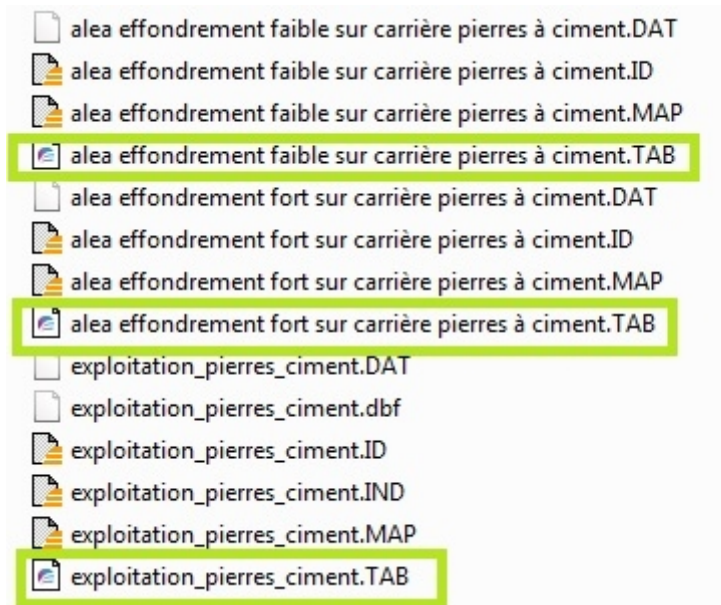 alea effondrement faible sur carrière pierres à ciment.DAT
alea effondrement faible sur carrière pierres à ciment.ID
alea effondrement faible sur carrière pierres à ciment.MAP
alea effondrement faible sur carrière pierres à ciment.TAB
alea effondrement fort sur carrière pierres à ciment.DAT
alea effondrement fort sur carrière pierres à ciment.ID
alea effondrement fort sur carrière pierres à ciment.MAP
alea effondrement fort sur carrière pierres à ciment.TAB
exploitation_pierres_ciment.DAT
exploitation_pierres_ciment.dbf
exploitation_pierres_ciment.ID
exploitation_pierres_ciment.IND
exploitation_pierres_ciment.MAP
exploitation_pierres_ciment.TAB